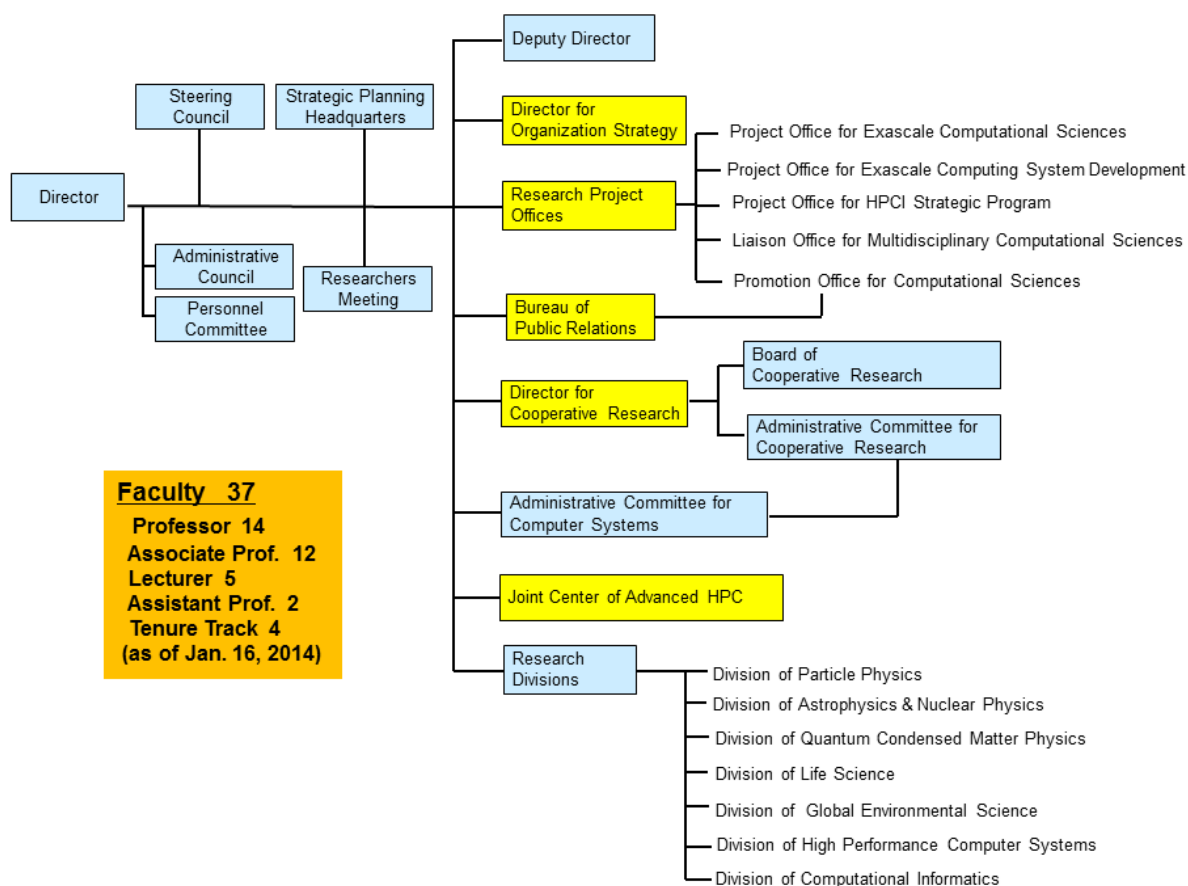 Deputy Director
Steering
Council
Strategic Planning
Headquarters
Director for
Organization Strategy
Project Office for Exascale Computational Sciences
Project Office for Exascale Computing System Development
Director
Research Project
Offices
Project Office for HPCI Strategic Program
Liaison Office for Multidisciplinary Computational Sciences
Administrative
Council
Researchers
Meeting
Promotion Office for Computational Sciences
Personnel
Committee
Bureau of
Public Relations
Board of
Cooperative Research
Director for
Cooperative Research
Administrative Committee for
Cooperative Research
Faculty 37
Professor 14
Associate Prof. 12
Lecturer 5
Assistant Prof. 2
Tenure Track 4
(as of Jan. 16, 2014)
Administrative Committee for
Computer Systems
Joint Center of Advanced HPC
Research
Divisions
Division of Particle Physics
Division of Astrophysics & Nuclear Physics
Division of Quantum Condensed Matter Physics
Division of Life Science
Division of Global Environmental Science
Division of High Performance Computer Systems
Division of Computational Informatics